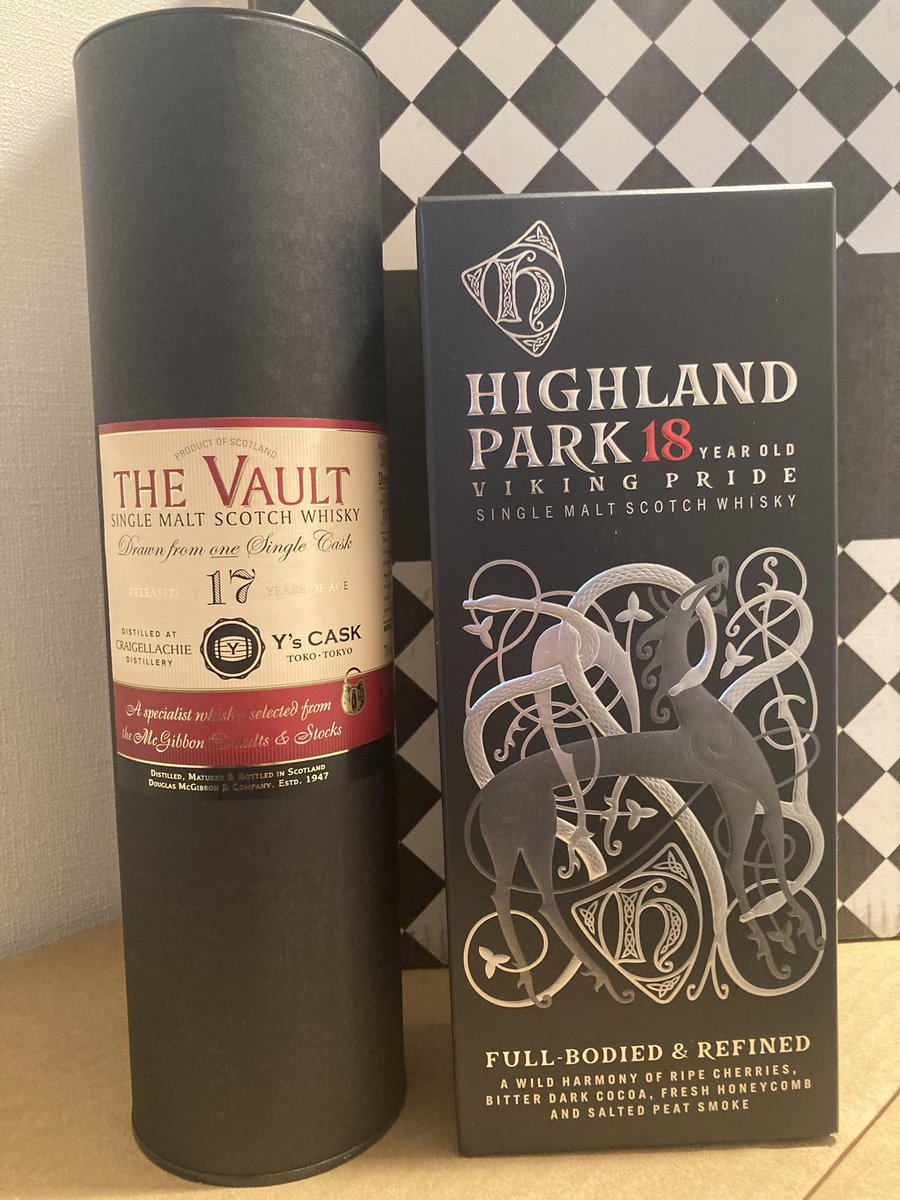 PRODUCT OF SCOTLAND
THE VAULT
SINGLE MALT SCOTCH WHISKY
Drawn from one Single Cask
RELEASED AT 17 YEARS OF AGE
DISTILLED AT
CRAIGELLACHIE
DISTILLERY
Y
Y's CASK
TOKO · TOKYO
A specialist whisky selected from
the McGibbon & Stocks
DISTILLED, MATURED & BOTTLED IN SCOTLAND
DOUGLAS MCGIBBON & COMPANY. ESTD. 1947
h
HIGHLAND
PARK 18 YEAR OLD
VIKING PRIDE
SINGLE MALT SCOTCH WHISKY
h
FULL-BODIED & REFINED
A WILD HARMONY OF RIPE CHERRIES,
BITTER DARK COCOA, FRESH HONEYCOMB
AND SALTED PEAT SMOKE